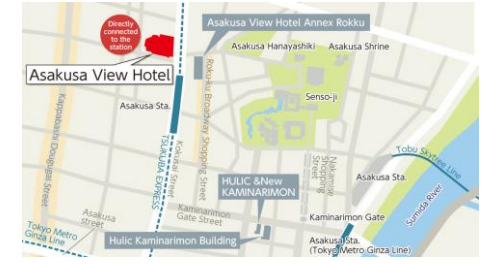 Directly
connected
to the
station
Asakusa View Hotel Annex Rokku
Asakusa Hanayashiki
Asakusa Shrine
Asakusa View Hotel
Senso-ji
Asakusa Sta.
Kappabashi Dougugai Street
Kokusai Street
TSUKUBA EXPRESS
Rokku Broadway Shopping Street
Tobu Skytree Line
Nakamise
Shopping
Street
HULIC &New
KAMINARIMON
Asakusa Sta.
Sumida River
Asakusa
street
Kaminarimon
Gate Street
Kaminarimon Gate
Tokyo Metro
Ginza Line
Hulic Kaminarimon Building
Asakusa Sta.
(Tokyo Metro Ginza Line)